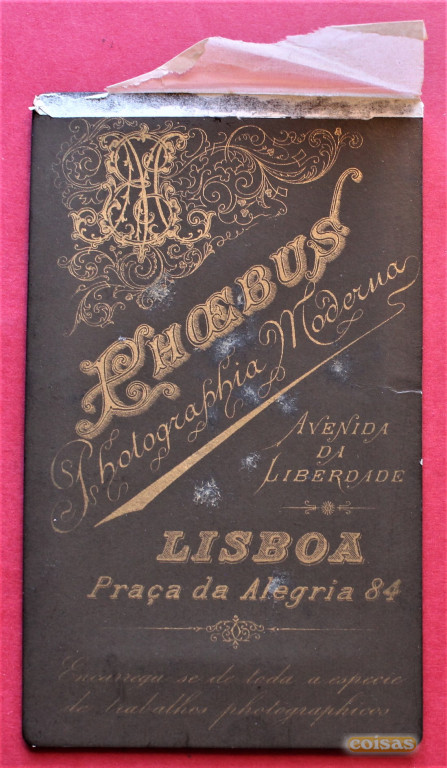 PHŒBUS
Photographia Moderna
AVENIDA
DA
LIBERDADE
LISBOA
Praça da Alegria 84
Encarrega se de toda a especie
de trabalhos photographicos
coisas